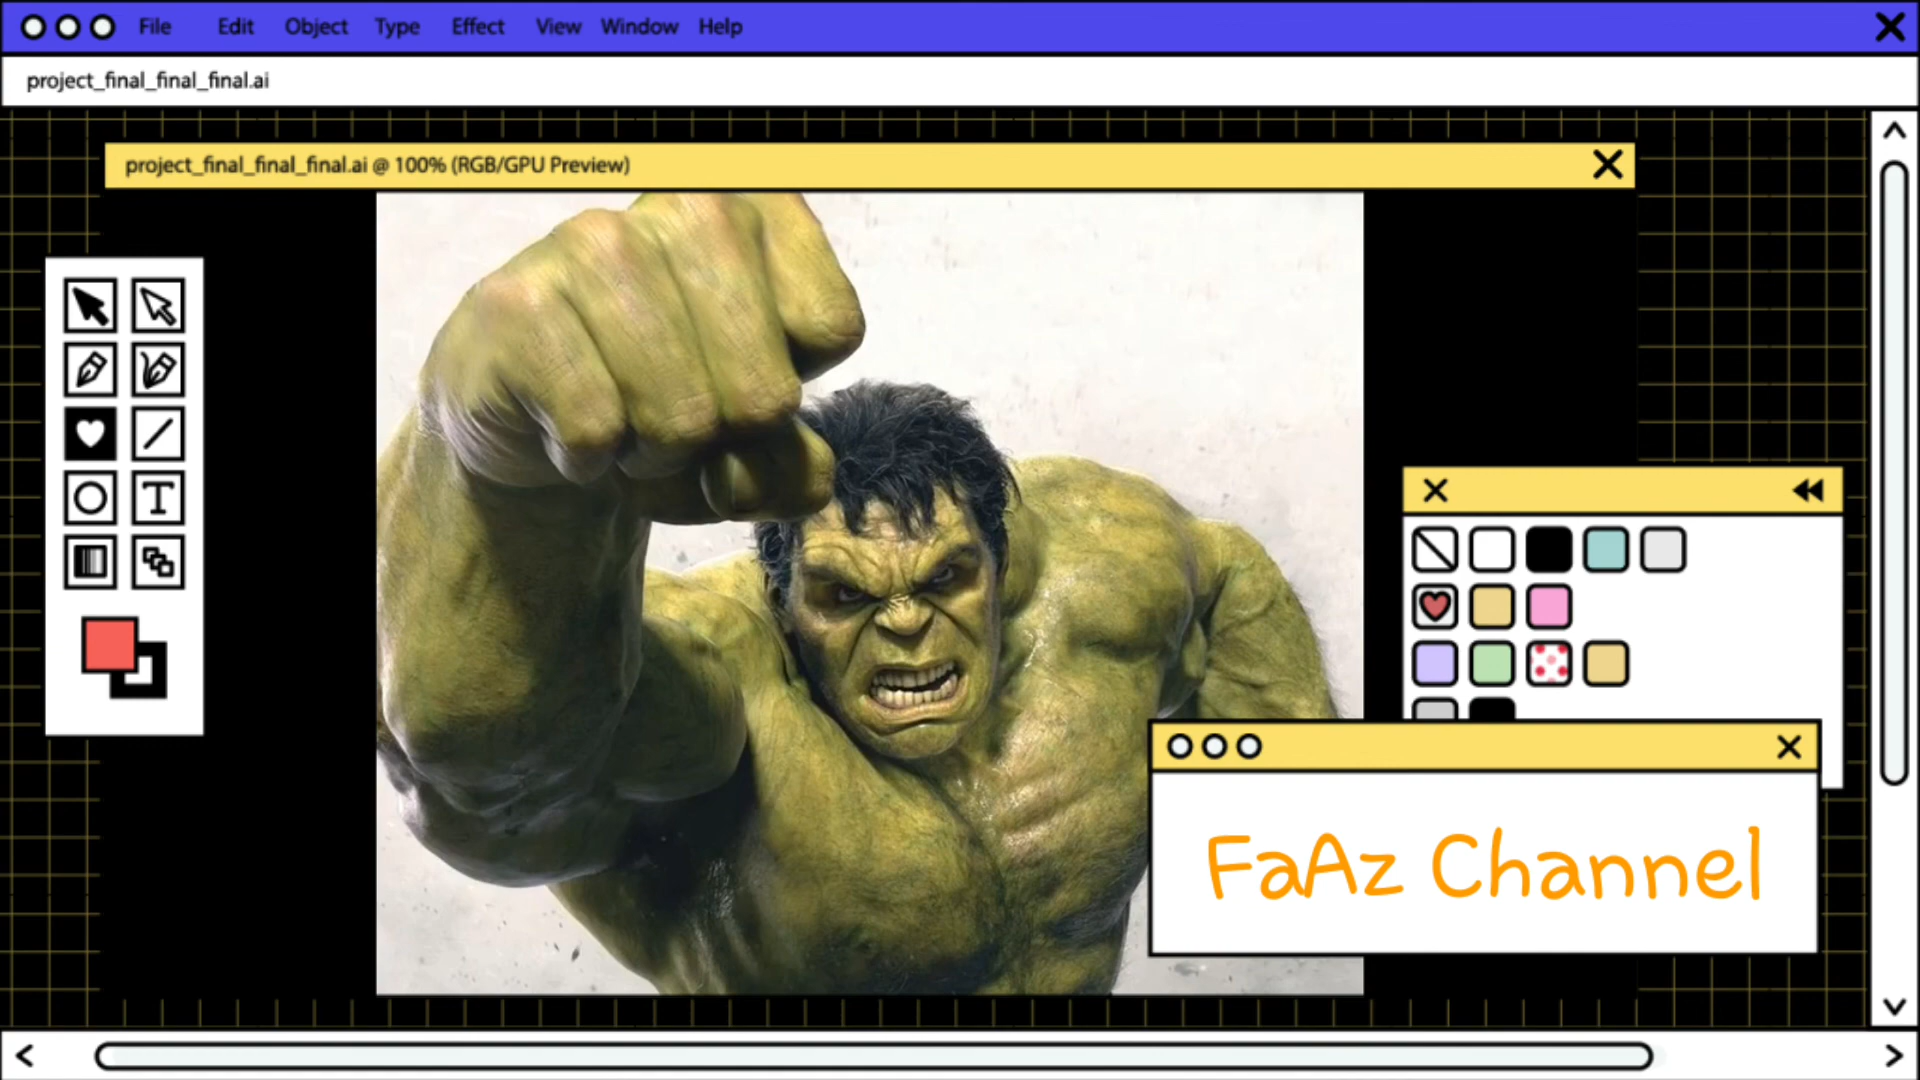 File Edit Object Type Effect View Window Help
project_final_final_final.ai
project_final_final_final.ai @ 100% (RGB/GPU Preview)
T
FaAz Channel